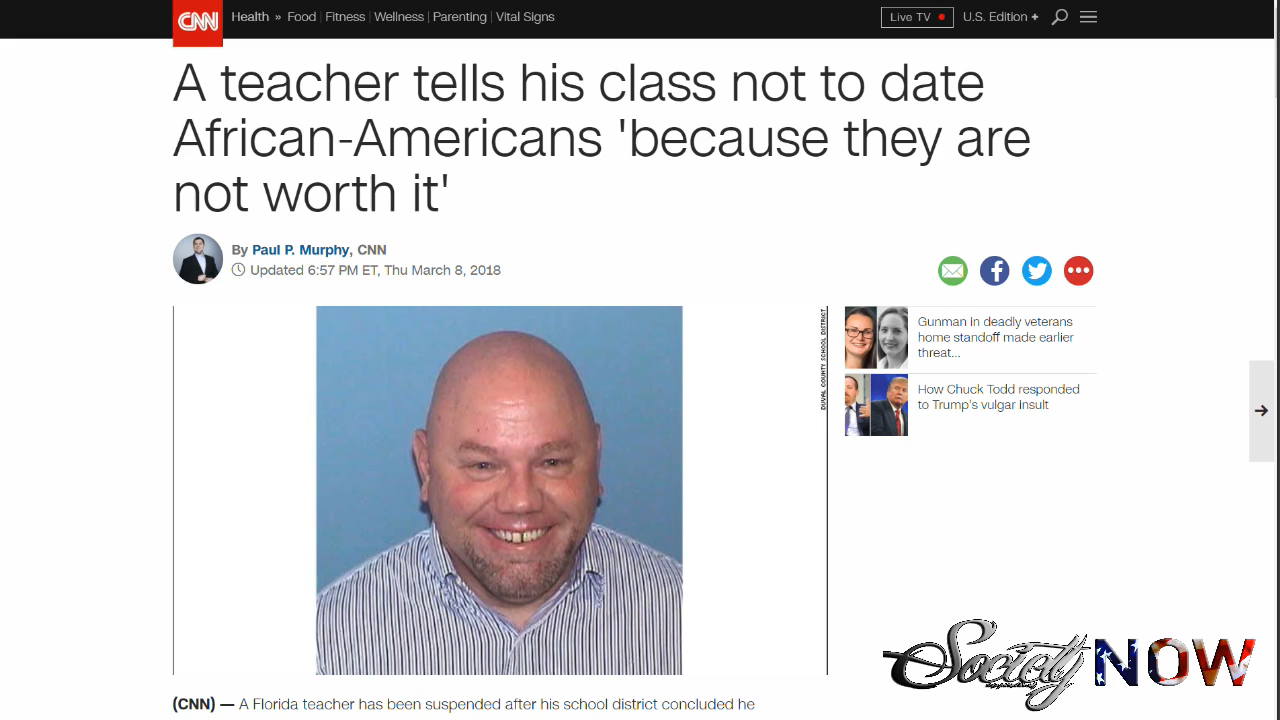 CNN
Health » Food | Fitness | Wellness | Parenting | Vital Signs
Live TV
U.S. Edition +
A teacher tells his class not to date
African-Americans 'because they are
not worth it'
By Paul P. Murphy, CNN
Updated 6:57 PM ET, Thu March 8, 2018
DUVAL COUNTY SCHOOL DISTRICT
Gunman in deadly veterans
home standoff made earlier
threat...
How Chuck Todd responded
to Trump's vulgar insult
Society NOW
(CNN) — A Florida teacher has been suspended after his school district concluded he